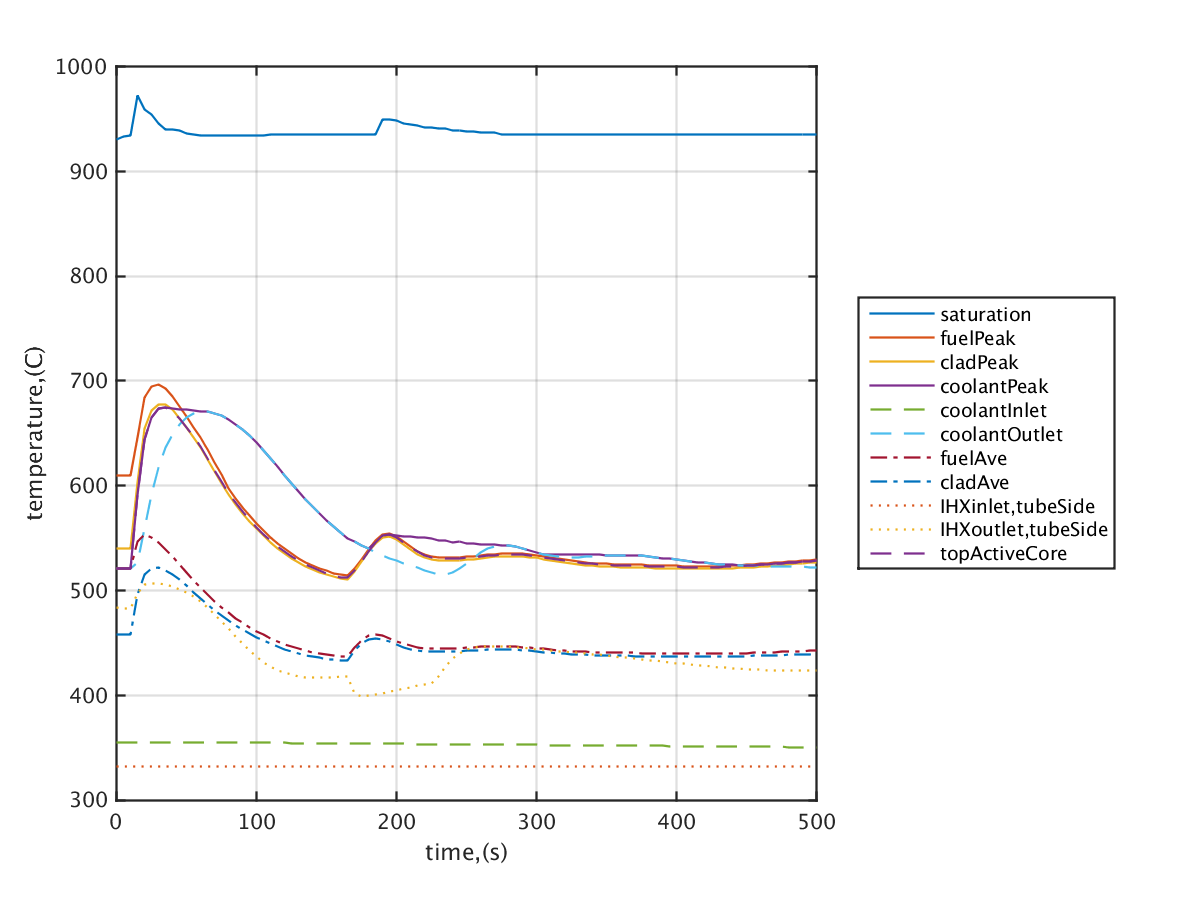 1000
900
800
700
600
500
400
300
0
100
200
300
400
500
time,(s)
temperature,(C)
saturation
fuelPeak
cladPeak
coolantPeak
coolantInlet
coolantOutlet
fuelAve
cladAve
IHXinlet,tubeSide
IHXoutlet,tubeSide
topActiveCore